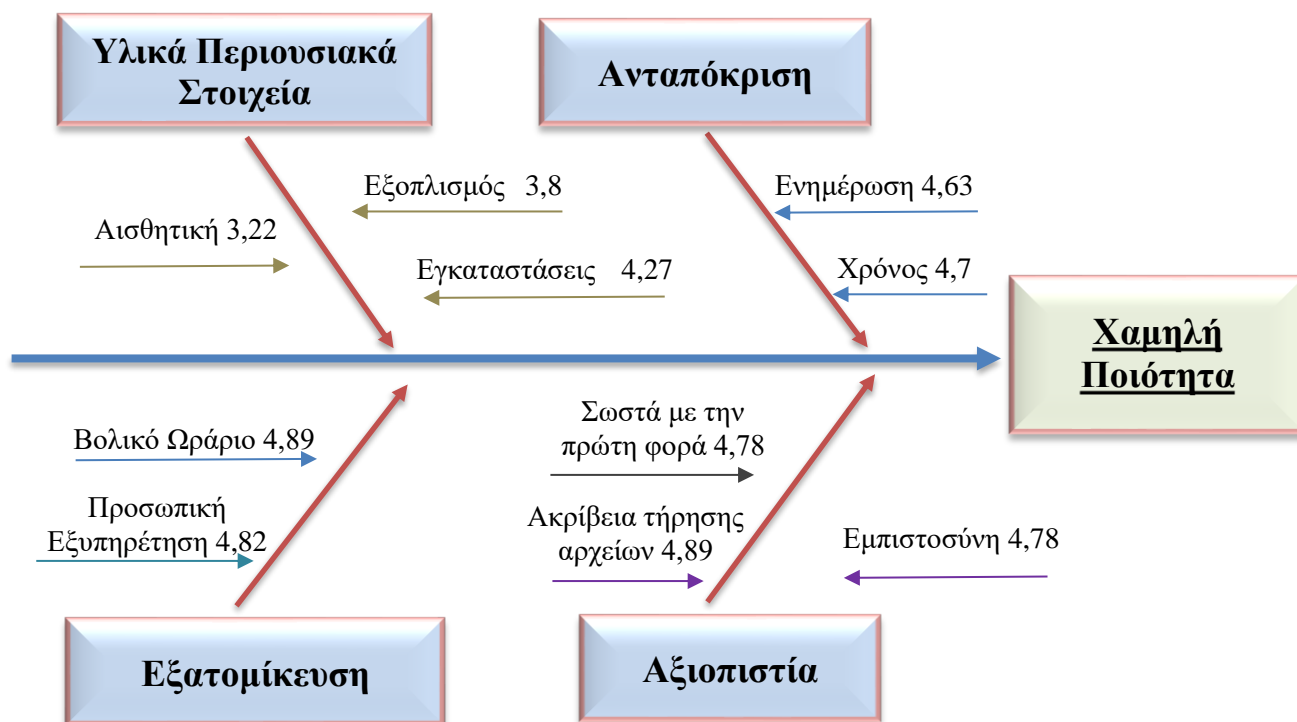 Υλικά Περιουσιακά
Στοιχεία
Ανταπόκριση
Εξοπλισμός 3,8
Αισθητική 3,22
Εγκαταστάσεις 4,27
Ενημέρωση 4,63
Χρόνος 4,7
Χαμηλή
Ποιότητα
Βολικό Ωράριο 4,89
Προσωπική
Εξυπηρέτηση 4,82
Σωστά με την
πρώτη φορά 4,78
Ακρίβεια τήρησης
αρχείων 4,89
Εμπιστοσύνη 4,78
Εξατομίκευση
Αξιοπιστία